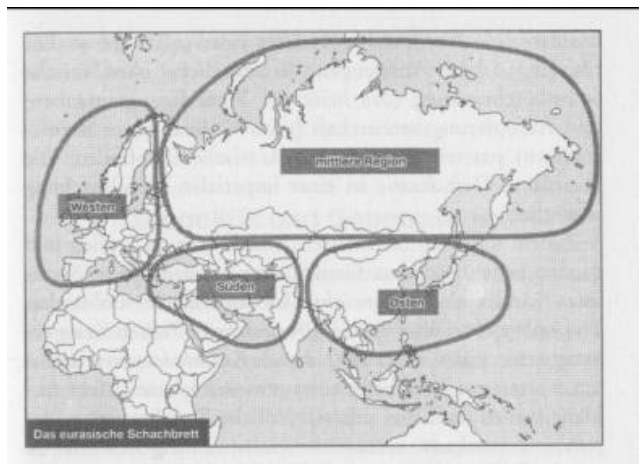 mittlere Region
Westen
Süden
Osten
Das eurasische Schachbrett